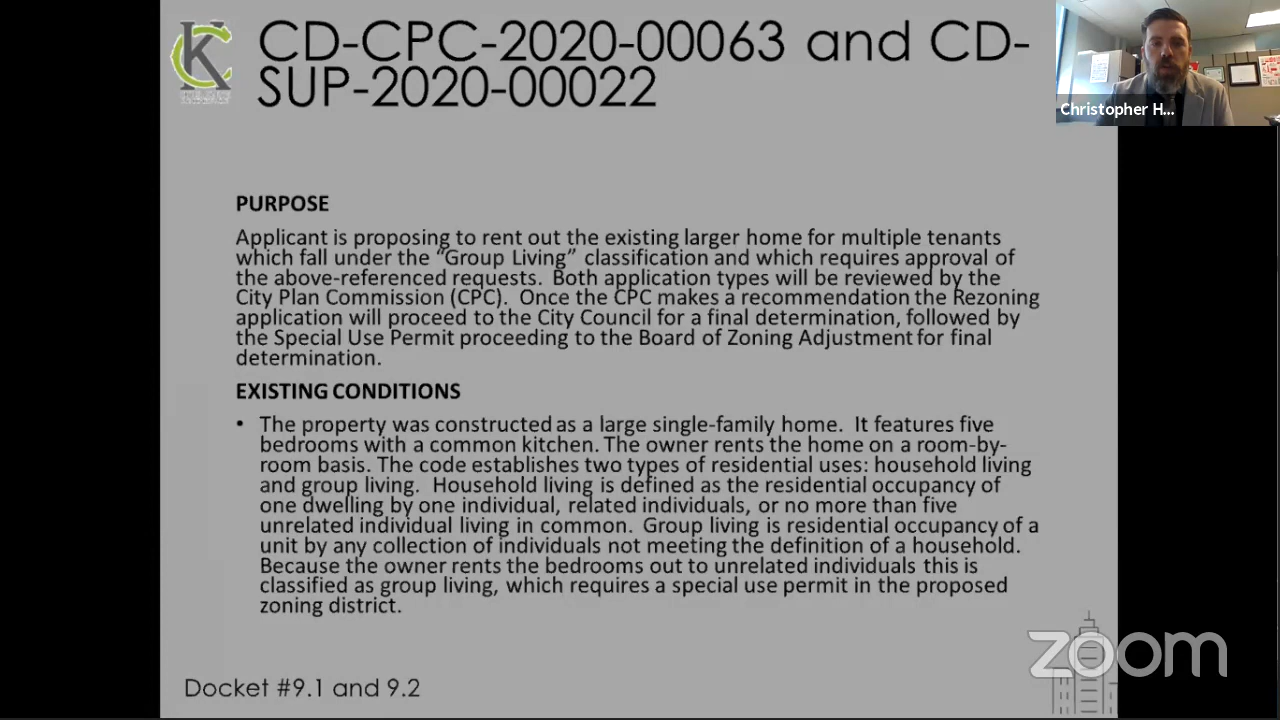 KC
CD-CPC-2020-00063 and CD-
SUP-2020-00022
Christopher H...
PURPOSE
Applicant is proposing to rent out the existing larger home for multiple tenants
which fall under the “Group Living” classification and which requires approval of
the above-referenced requests. Both application types will be reviewed by the
City Plan Commission (CPC). Once the CPC makes a recommendation the Rezoning
application will proceed to the City Council for a final determination, followed by
the Special Use Permit proceeding to the Board of Zoning Adjustment for final
determination.
EXISTING CONDITIONS
• The property was constructed as a large single-family home. It features five
bedrooms with a common kitchen. The owner rents the home on a room-by-
room basis. The code establishes two types of residential uses: household living
and group living. Household living is defined as the residential occupancy of
one dwelling by one individual, related individuals, or no more than five
unrelated individual living in common. Group living is residential occupancy of a
unit by any collection of individuals not meeting the definition of a household.
Because the owner rents the bedrooms out to unrelated individuals this is
classified as group living, which requires a special use permit in the proposed
zoning district.
zoom
Docket #9.1 and 9.2